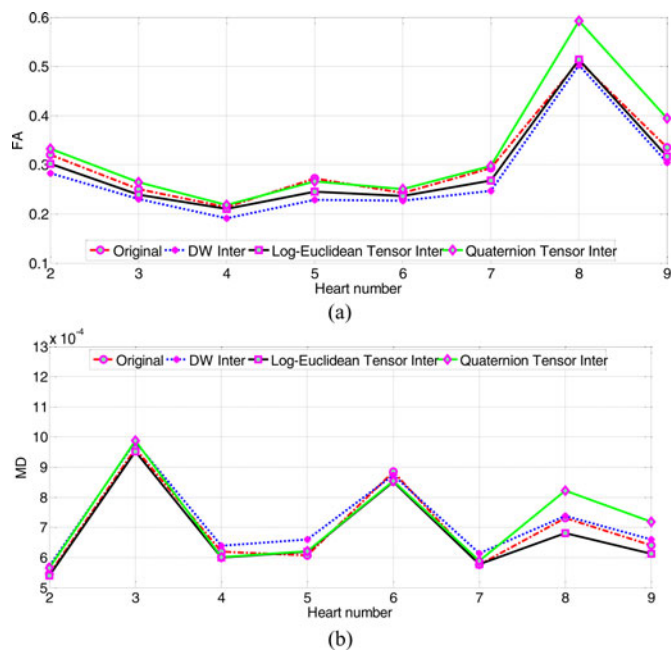 0.6
0.5
0.4
FA
0.3
0.2
Original DW Inter Log-Euclidean Tensor Inter Quaternion Tensor Inter
0.1
2 3 4 5 6 7 8 9
Heart number
(a)
x 10-4
13
Original DW Inter Log-Euclidean Tensor Inter Quaternion Tensor Inter
12
11
10
MD
9
8
7
6
5
2 3 4 5 6 7 8 9
Heart number
(b)